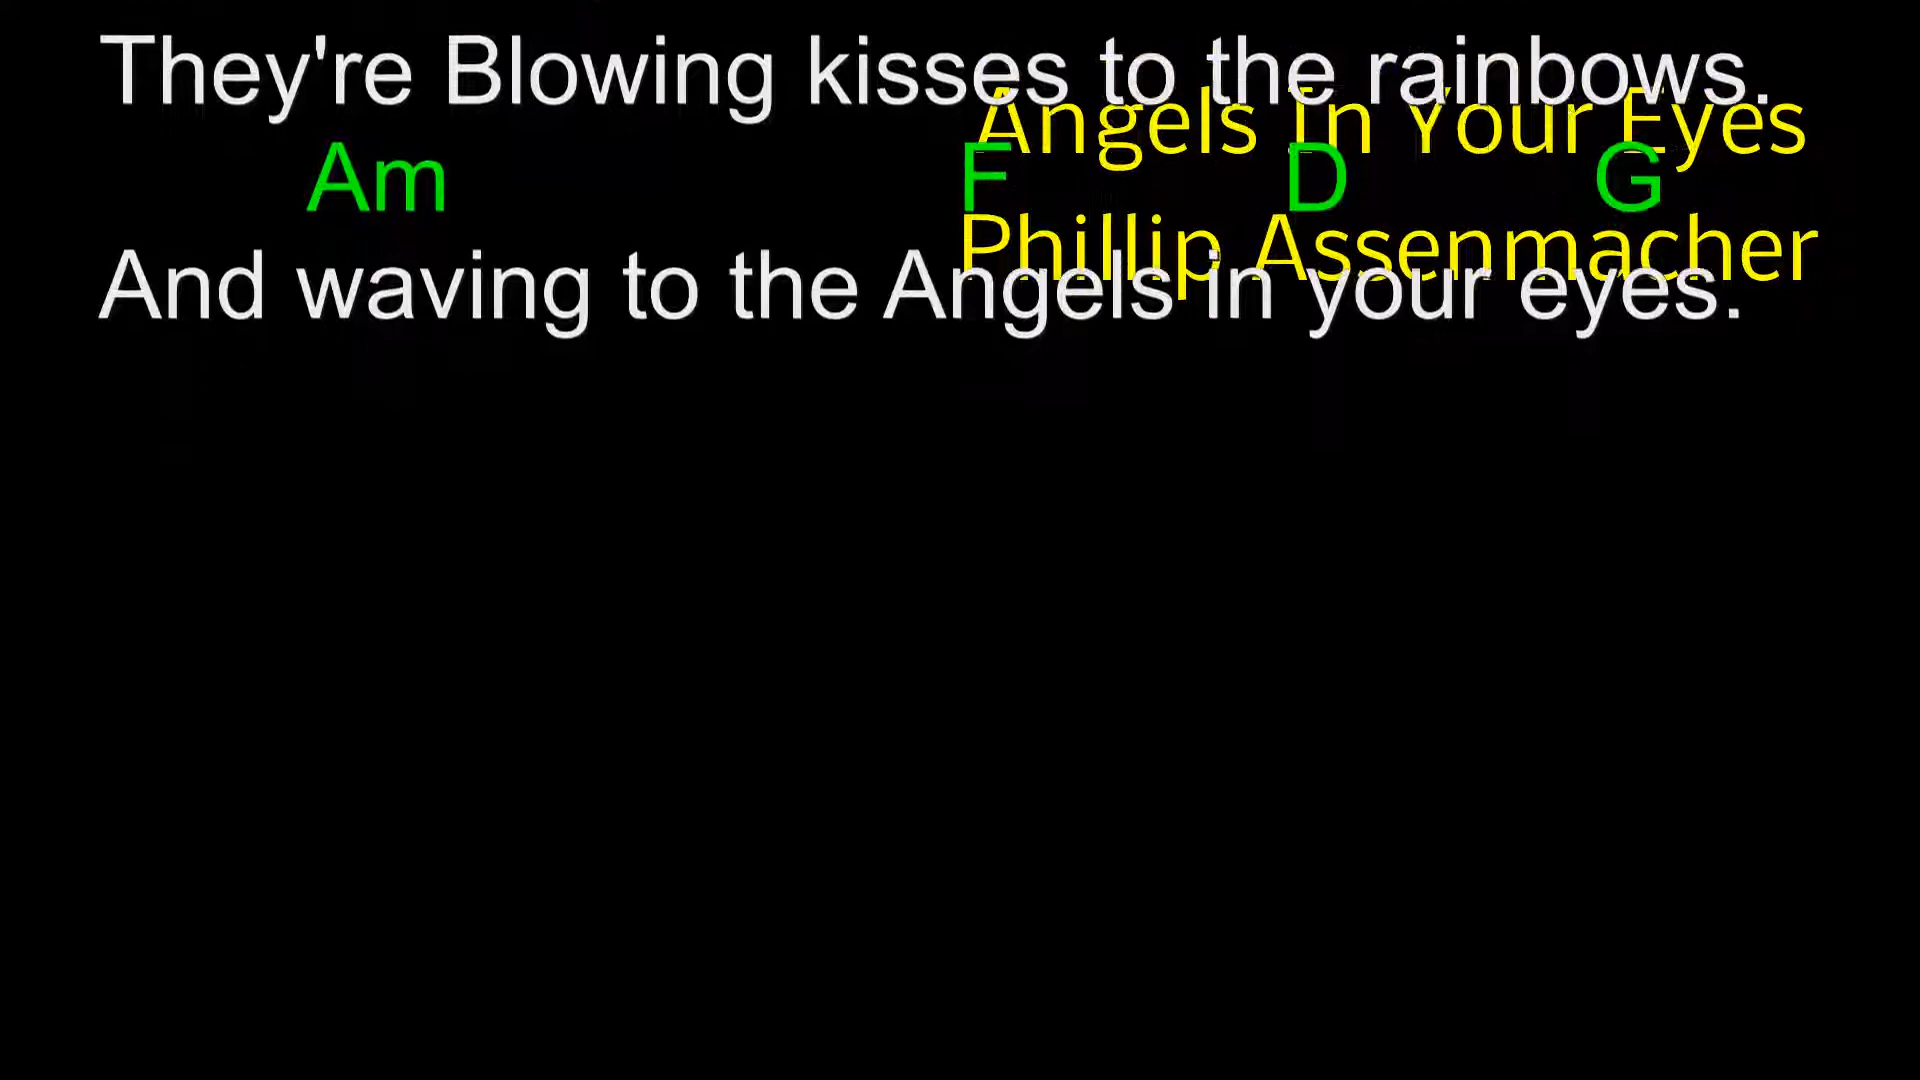 They're Blowing kisses to the rainbows.
Angels In Your Eyes
Am F D G
Phillip Assenmacher
And waving to the Angels in your eyes.